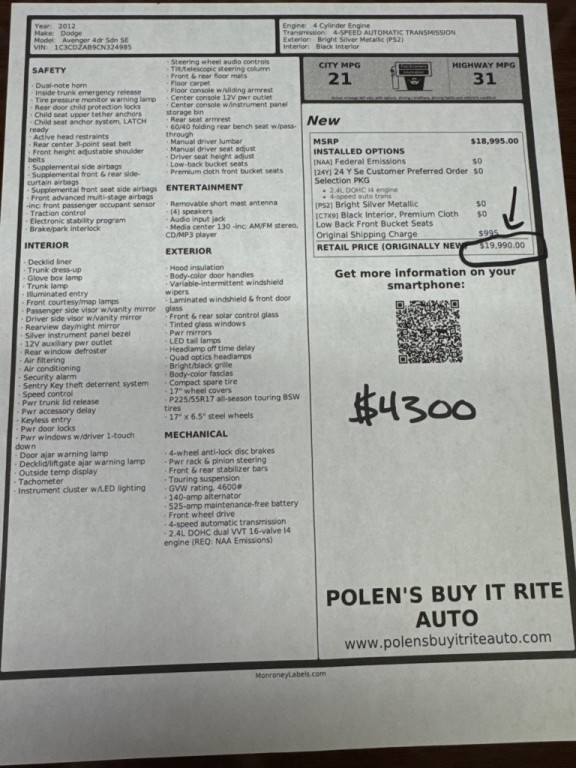 Year: 2012
Make: Dodge
Model: Avenger 4dr Sdn SE
VIN: 1C3CDZAB9CN324985
Engine: 4 Cylinder Engine
Transmission: 4-SPEED AUTOMATIC TRANSMISSION
Exterior: Bright Silver Metallic (PS2)
Interior: Black Interior
SAFETY
· Dual-note horn
· Inside trunk emergency release
· Tire pressure monitor warning lamp
· Rear door child protection locks
· Child seat upper tether anchors
· Child seat anchor system, LATCH
ready
· Active head restraints
· Rear center 3-point seat belt
· Front height adjustable shoulder
belts
· Supplemental side airbags
· Supplemental front & rear side-
curtain airbags
· Supplemental front seat side airbags
· Front advanced multi-stage airbags
-inc: front passenger occupant sensor
· Traction control
· Electronic stability program
· Brake/park interlock
INTERIOR
· Decklid liner
· Trunk dress-up
· Glove box lamp
· Trunk lamp
· Illuminated entry
· Front courtesy/map lamps
· Passenger side visor w/vanity mirror
· Driver side visor w/vanity mirror
· Rearview day/night mirror
· Silver instrument panel bezel
· 12V auxiliary pwr outlet
· Rear window defroster
· Air filtering
· Air conditioning
· Security alarm
· Sentry Key theft deterrent system
· Speed control
· Pwr trunk lid release
· Pwr accessory delay
· Keyless entry
· Pwr door locks
· Pwr windows w/driver 1-touch
down
· Door ajar warning lamp
· Decklid/liftgate ajar warning lamp
· Outside temp display
· Tachometer
· Instrument cluster w/LED lighting
· Steering wheel audio controls
· Tilt/telescopic steering column
· Front & rear floor mats
· Floor carpet
· Floor console w/sliding armrest
· Center console 12V pwr outlet
· Center console w/instrument panel
storage bin
· Rear seat armrest
· 60/40 folding rear bench seat w/pass-
through
· Manual driver lumbar
· Manual driver seat adjust
· Driver seat height adjust
· Low-back bucket seats
· Premium cloth front bucket seats
ENTERTAINMENT
· Removable short mast antenna
· (4) speakers
· Audio input jack
· Media center 130 -inc: AM/FM stereo,
CD/MP3 player
EXTERIOR
· Hood insulation
· Body-color door handles
· Variable-intermittent windshield
wipers
· Laminated windshield & front door
glass
· Front & rear solar control glass
· Tinted glass windows
· Pwr mirrors
· LED tail lamps
· Headlamp off time delay
· Quad optics headlamps
· Bright/black grille
· Body-color fascias
· Compact spare tire
· 17" wheel covers
· P225/55R17 all-season touring BSW
tires
· 17" x 6.5" steel wheels
MECHANICAL
· 4-wheel anti-lock disc brakes
· Pwr rack & pinion steering
· Front & rear stabilizer bars
· Touring suspension
· GVW rating, 4600#
· 140-amp alternator
· 525-amp maintenance-free battery
· Front wheel drive
· 4-speed automatic transmission
· 2.4L DOHC dual VVT 16-valve I4
engine (REQ: NAA Emissions)
CITY MPG
21
HIGHWAY MPG
31
New
MSRP $18,995.00
INSTALLED OPTIONS
[NAA] Federal Emissions $0
[24Y] 24 Y Se Customer Preferred Order $0
Selection PKG
• 2.4L DOHC I4 engine
• 4-speed auto trans
[PS2] Bright Silver Metallic $0
[C7X9] Black Interior, Premium Cloth $0
Low Back Front Bucket Seats
Original Shipping Charge $995
RETAIL PRICE (ORIGINALLY NEW $19,990.00
Get more information on your
smartphone:
$4300
POLEN'S BUY IT RITE
AUTO
www.polensbuyitriteauto.com
MonroneyLabels.com